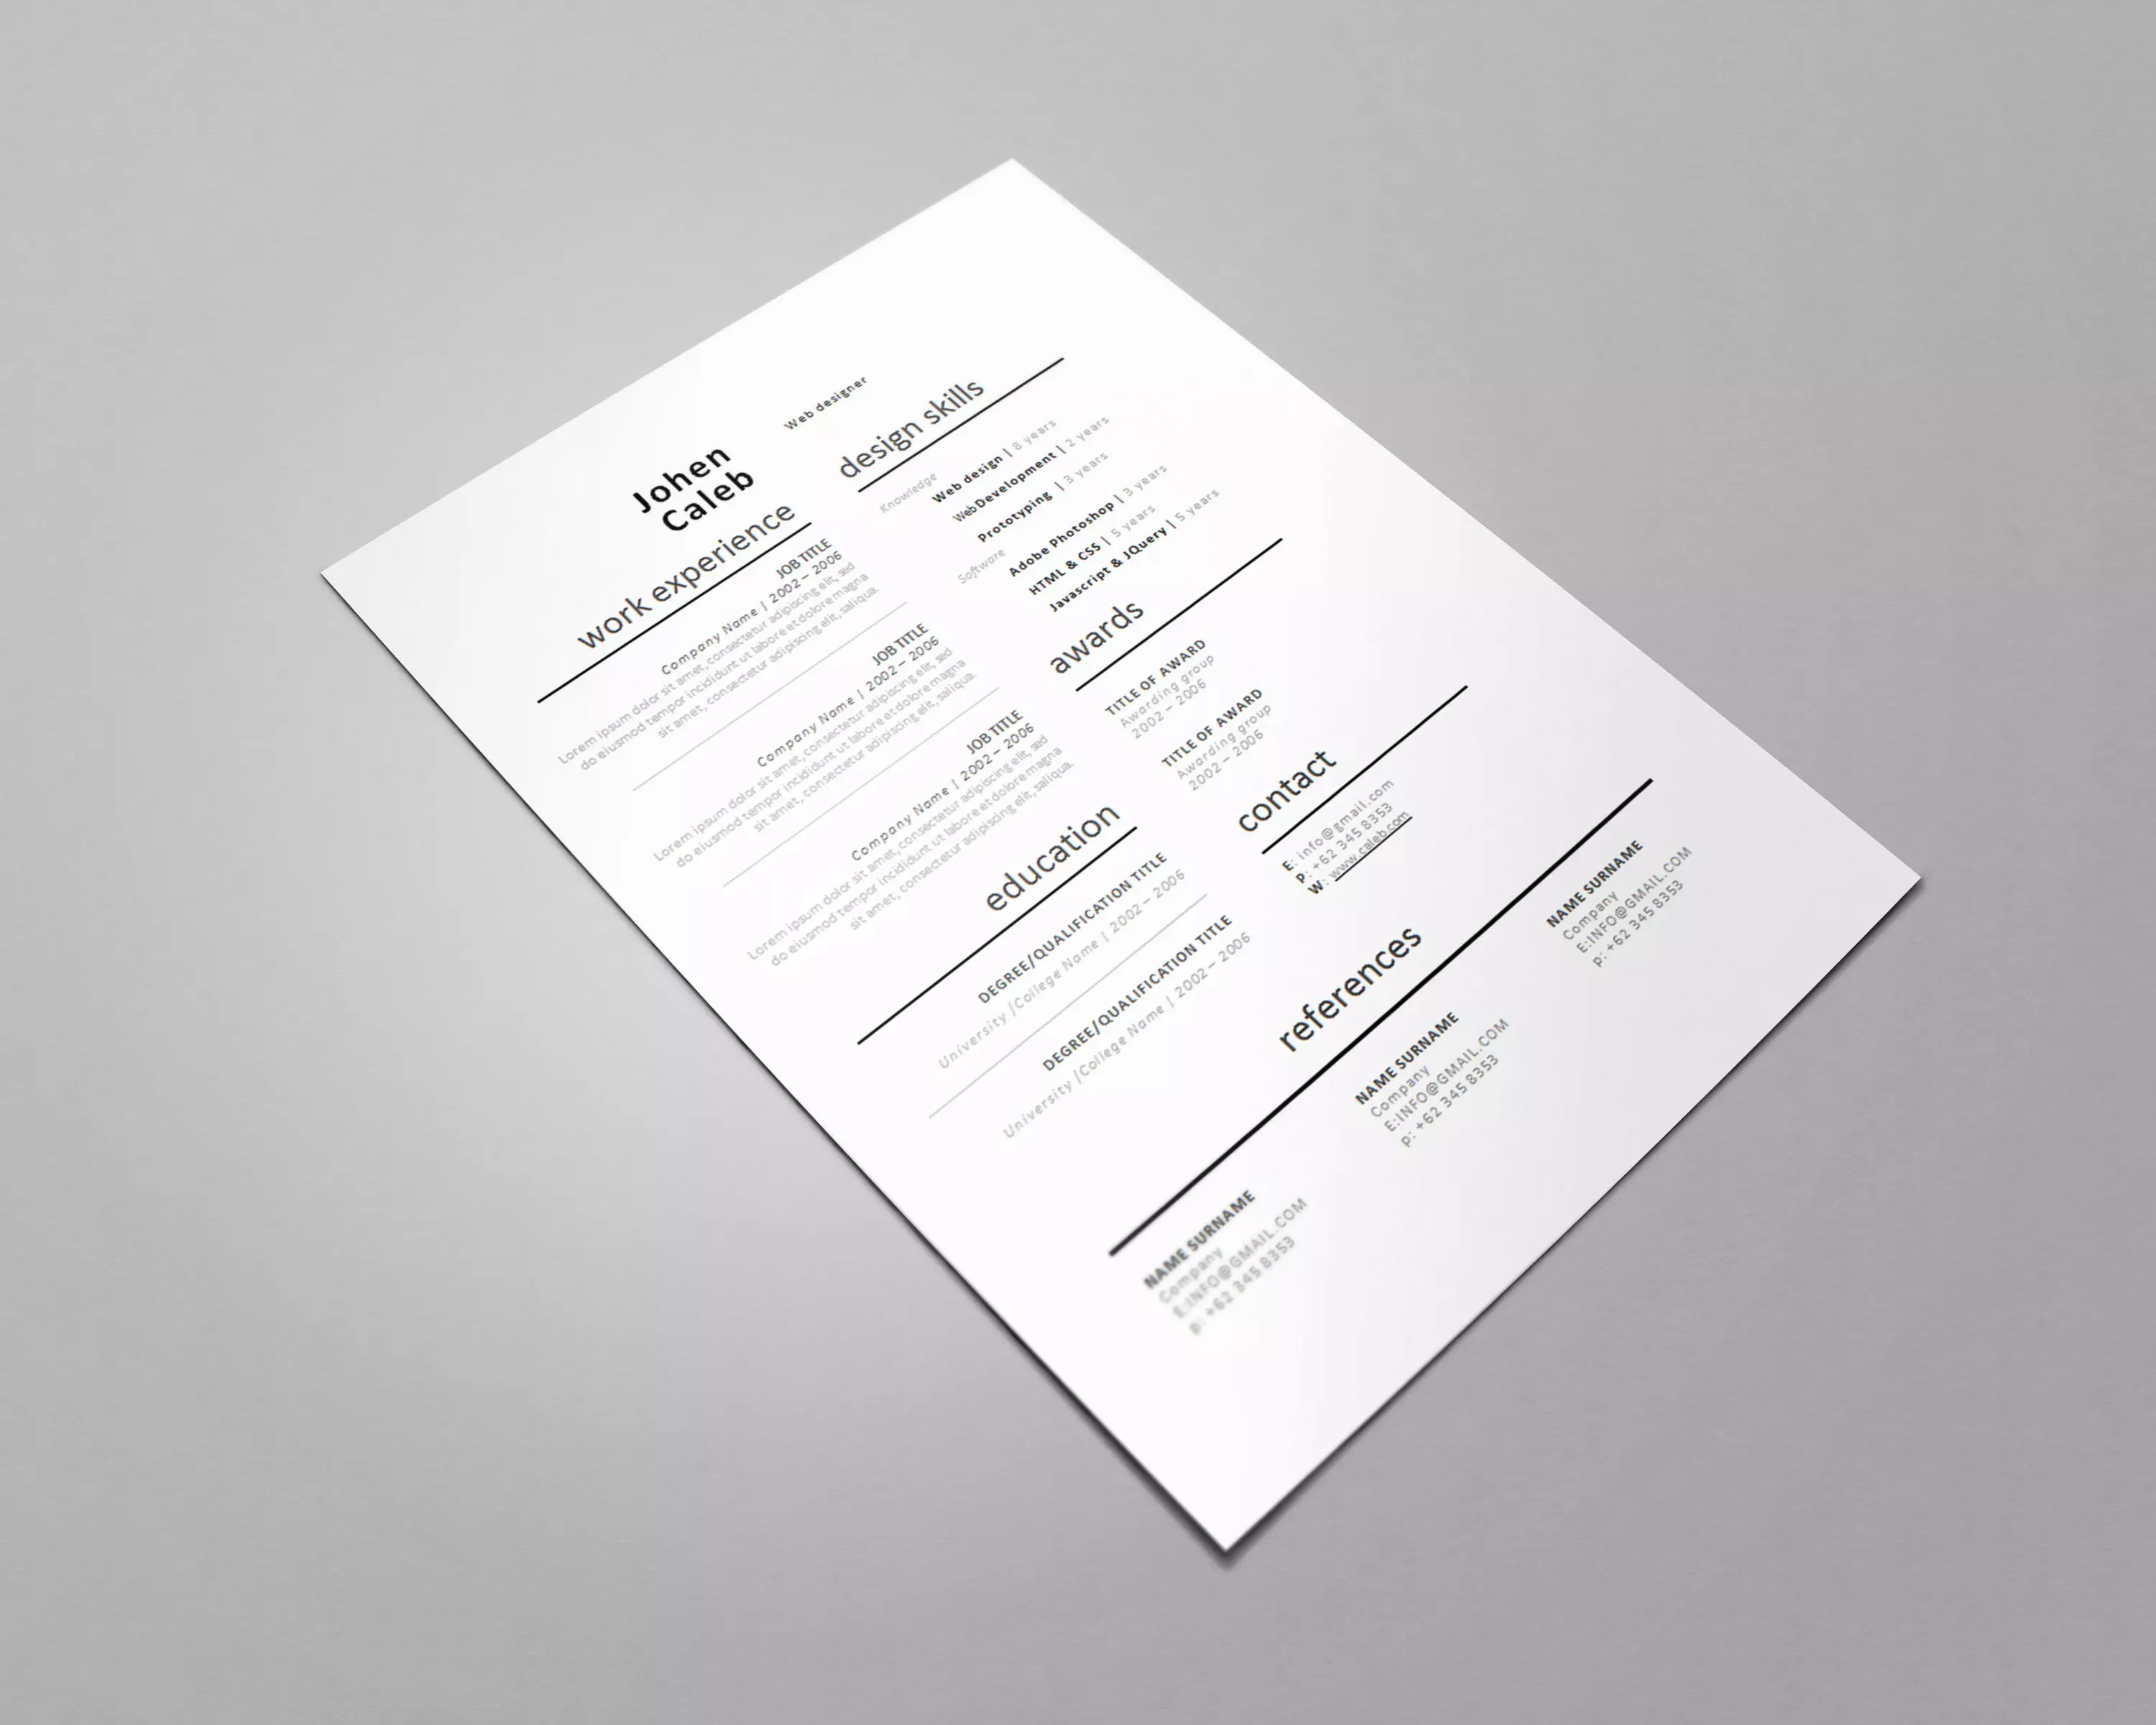 Johen
Caleb
Web designer
work experience
JOB TITLE
Company Name | 2002 – 2006
Lorem ipsum dolor sit amet, consectetur adipiscing elit, sed
do eiusmod tempor incididunt ut labore et dolore magna
sit amet, consectetur adipiscing elit, saliqua.
JOB TITLE
Company Name | 2002 – 2006
Lorem ipsum dolor sit amet, consectetur adipiscing elit, sed
do eiusmod tempor incididunt ut labore et dolore magna
sit amet, consectetur adipiscing elit, saliqua.
JOB TITLE
Company Name | 2002 – 2006
Lorem ipsum dolor sit amet, consectetur adipiscing elit, sed
do eiusmod tempor incididunt ut labore et dolore magna
sit amet, consectetur adipiscing elit, saliqua.
education
DEGREE/QUALIFICATION TITLE
University /College Name | 2002 – 2006
DEGREE/QUALIFICATION TITLE
University /College Name | 2002 – 2006
design skills
Knowledge
Web design | 8 years
Web Development | 2 years
Prototyping | 3 years
Software
Adobe Photoshop | 3 years
HTML & CSS | 5 years
Javascript & JQuery | 5 years
awards
TITLE OF AWARD
Awarding group
2002 – 2006
TITLE OF AWARD
Awarding group
2002 – 2006
contact
E: info@gmail.com
P: +62 345 8353
W: www.caleb.com
references
NAME SURNAME
Company
E:INFO@GMAIL.COM
p: +62 345 8353
NAME SURNAME
Company
E:INFO@GMAIL.COM
p: +62 345 8353
NAME SURNAME
Company
E:INFO@GMAIL.COM
p: +62 345 8353